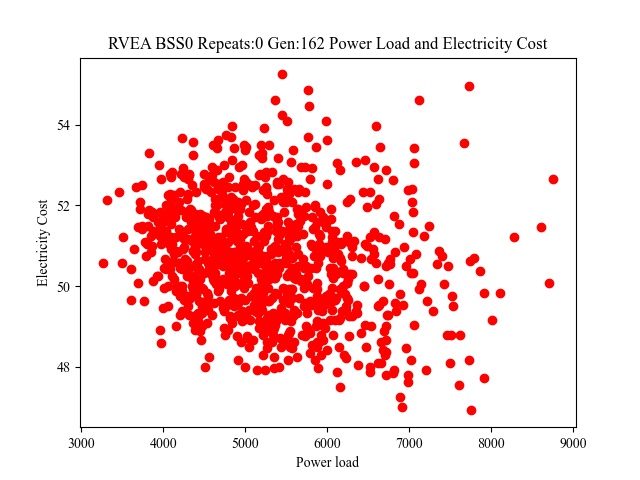 RVEA BSS0 Repeats:0 Gen:162 Power Load and Electricity Cost
54
52
50
48
Electricity Cost
3000 4000 5000 6000 7000 8000 9000
Power load